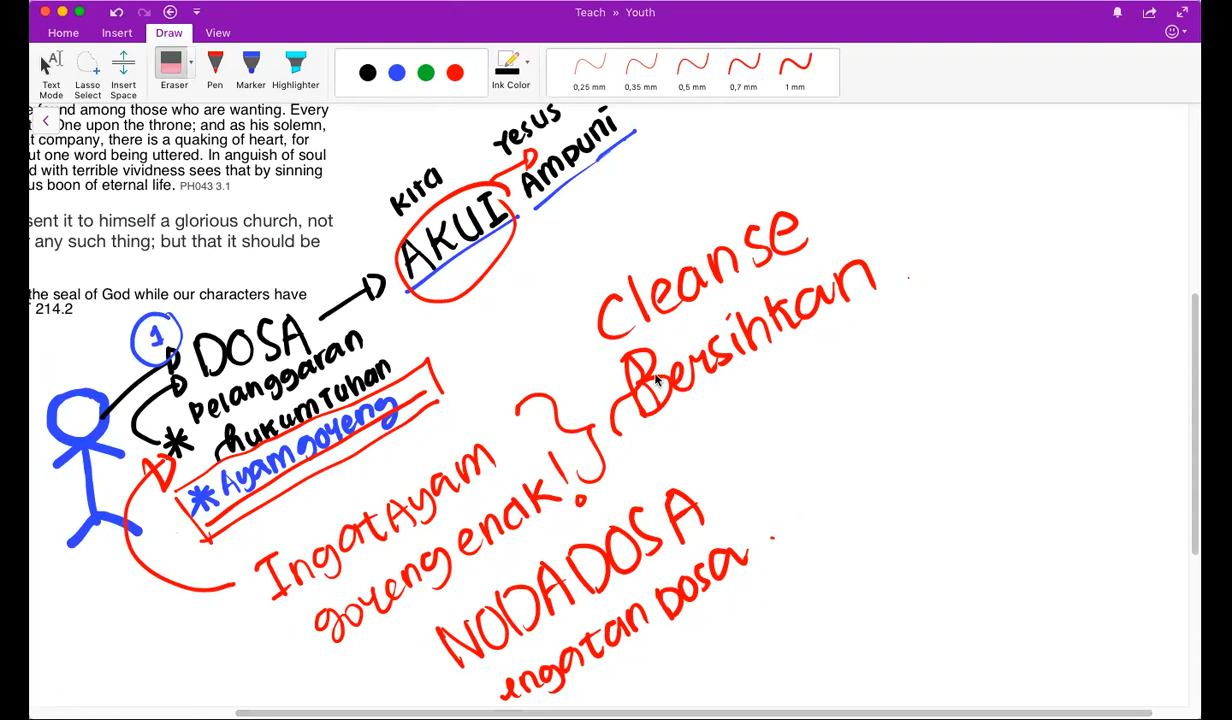 Teach » Youth
Home Insert Draw View
Text Mode
Lasso Select
Insert Space
Eraser
Pen
Marker
Highlighter
Ink Color
0,25 mm
0,35 mm
0,5 mm
0,7 mm
1 mm
e found among those who are wanting. Every
One upon the throne; and as his solemn,
t company, there is a quaking of heart, for
ut one word being uttered. In anguish of soul
d with terrible vividness sees that by sinning
us boon of eternal life. PH043 3.1
sent it to himself a glorious church, not
r any such thing; but that it should be
the seal of God while our characters have
214.2
Kita
Yesus
AKUI
Ampuni
1
DOSA
* Pelanggaran
hukum Tuhan
* Ayam goreng
Ingat Ayam
goreng enak!
Cleanse
Bersihkan
NODA DOSA
engatan Dosa